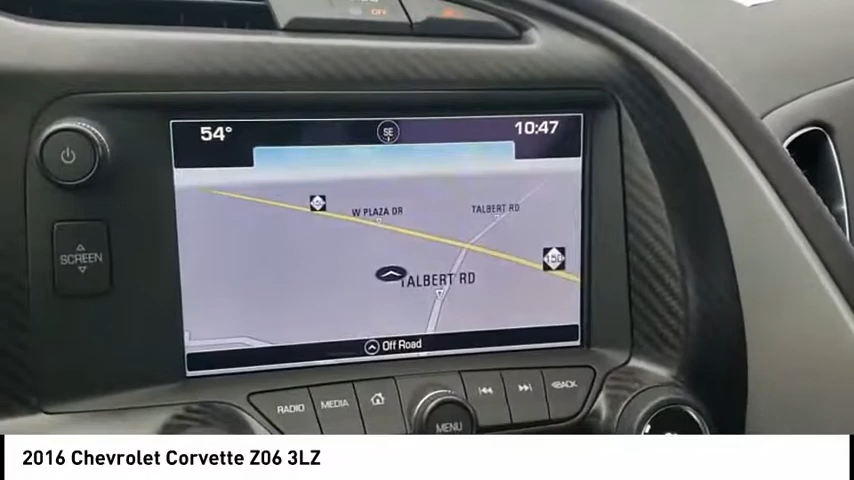 OFF
54° SE 10:47
W PLAZA DR
TALBERT RD
150
TALBERT RD
SCREEN
Off Road
RADIO MEDIA BACK
MENU
2016 Chevrolet Corvette Z06 3LZ